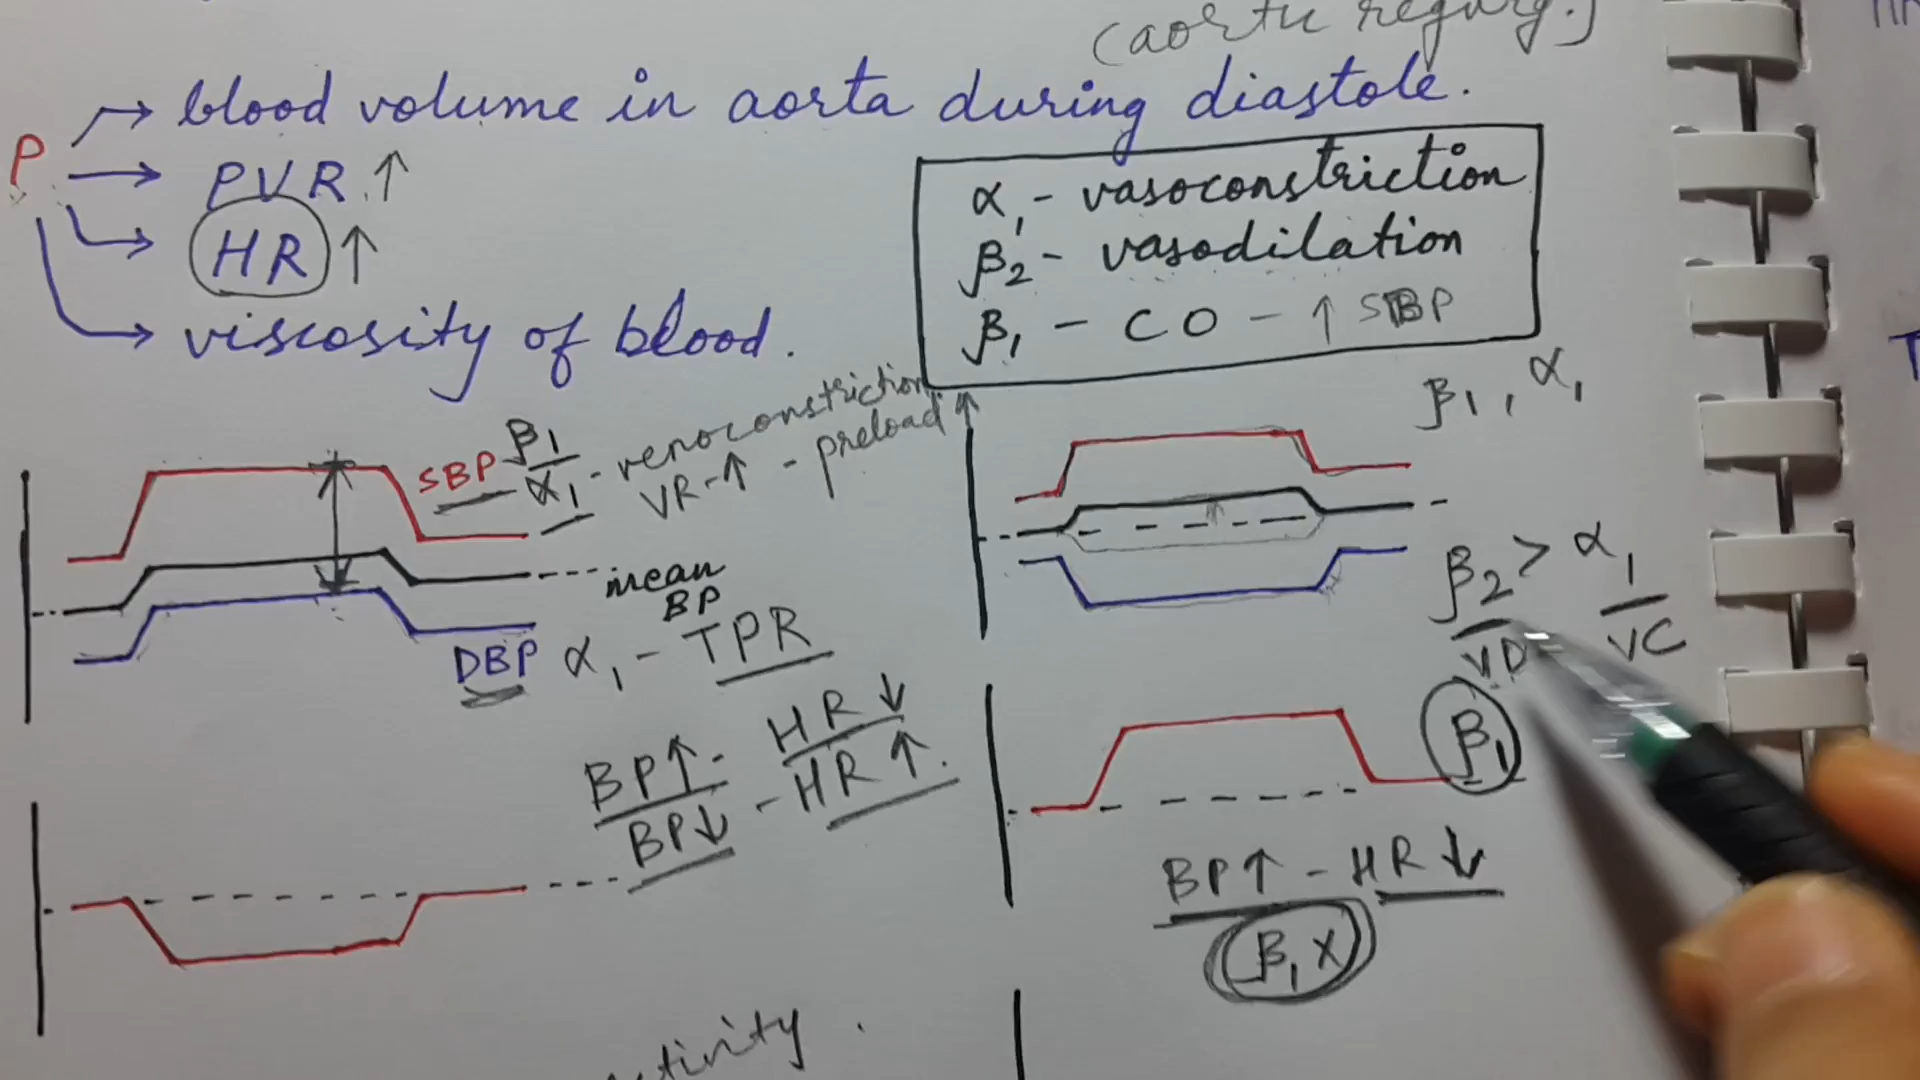 (aortic regurg.)
P → blood volume in aorta during diastole.
→ PVR ↑
→ HR ↑
→ viscosity of blood.
α1 - vasoconstriction
β2 - vasodilation
β1 - CO - ↑ SBP
β1, α1
SBP - β1
α1 - venoconstriction
VR - ↑ - preload ↑
mean
BP
DBP α1 - TPR
β2 > α1
VD VC
BP↑ - HR↓
BP↓ - HR↑.
β1
BP↑ - HR↓
β1 X